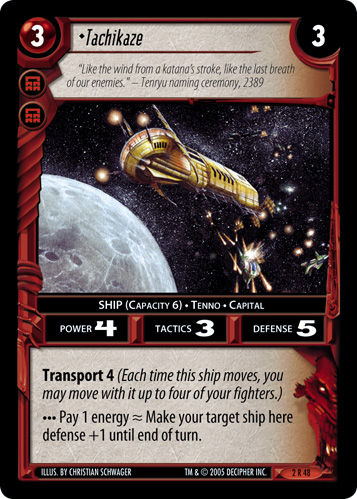 3 •Tachikaze 3
"Like the wind from a katana's stroke, like the last breath
of our enemies." – Tenryu naming ceremony, 2389
SHIP (CAPACITY 6) • TENNO • CAPITAL
POWER 4 TACTICS 3 DEFENSE 5
Transport 4 (Each time this ship moves, you
may move with it up to four of your fighters.)
••• Pay 1 energy ≈ Make your target ship here
defense +1 until end of turn.
ILLUS. BY CHRISTIAN SCHWAGER TM & © 2005 DECIPHER INC. 2 R 48